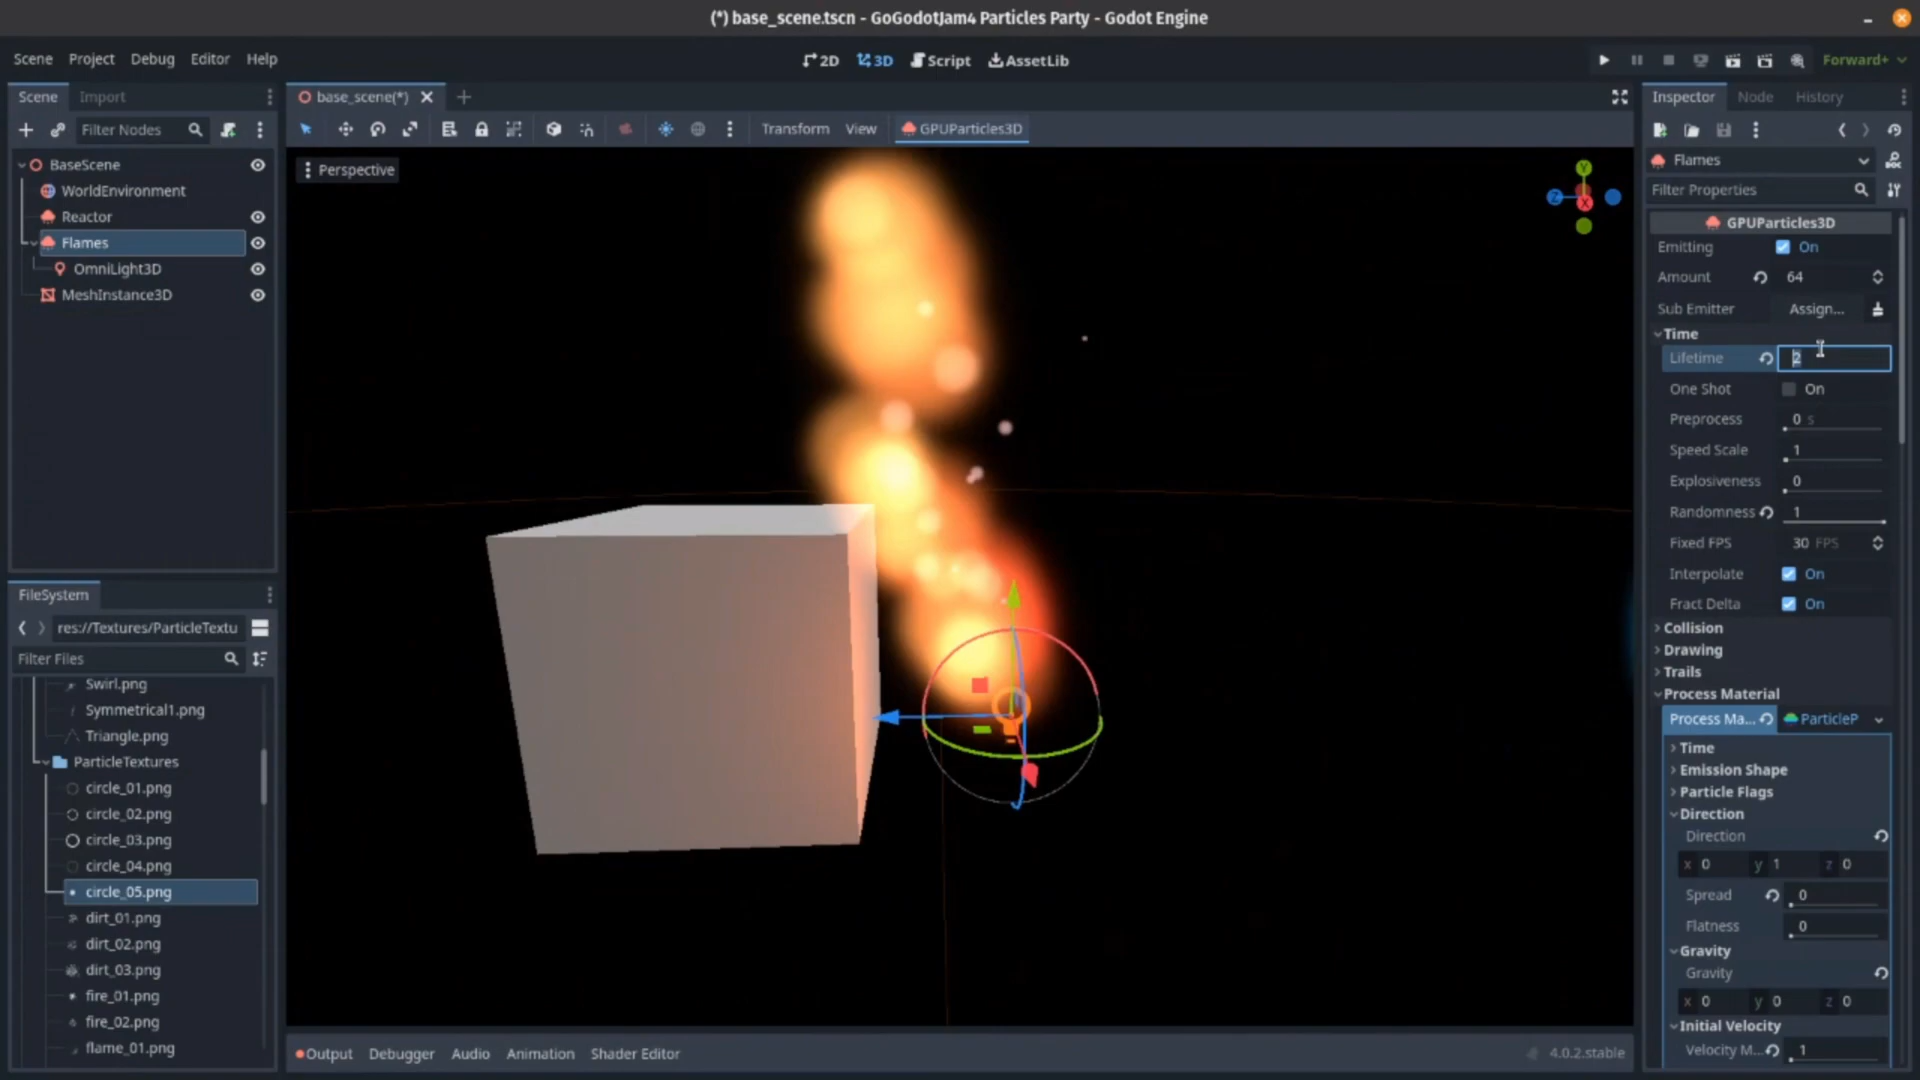 (*) base_scene.tscn - GoGodotJam4 Particles Party - Godot Engine
Scene Project Debug Editor Help
2D 3D Script AssetLib
Forward+
Scene Import
Filter Nodes
BaseScene
WorldEnvironment
Reactor
Flames
OmniLight3D
MeshInstance3D
FileSystem
res://Textures/ParticleTextu
Filter Files
Swirl.png
Symmetrical1.png
Triangle.png
ParticleTextures
circle_01.png
circle_02.png
circle_03.png
circle_04.png
circle_05.png
dirt_01.png
dirt_02.png
dirt_03.png
fire_01.png
fire_02.png
flame_01.png
base_scene(*)
Transform View GPUParticles3D
Perspective
Y
Z
X
Output Debugger Audio Animation Shader Editor
4.0.2.stable
Inspector Node History
Flames
Filter Properties
GPUParticles3D
Emitting On
Amount 64
Sub Emitter Assign...
Time
Lifetime 2
One Shot On
Preprocess 0 s
Speed Scale 1
Explosiveness 0
Randomness 1
Fixed FPS 30 FPS
Interpolate On
Fract Delta On
Collision
Drawing
Trails
Process Material
Process Ma... ParticleP
Time
Emission Shape
Particle Flags
Direction
Direction
x 0 y 1 z 0
Spread 0
Flatness 0
Gravity
Gravity
x 0 y 0 z 0
Initial Velocity
Velocity M... 1